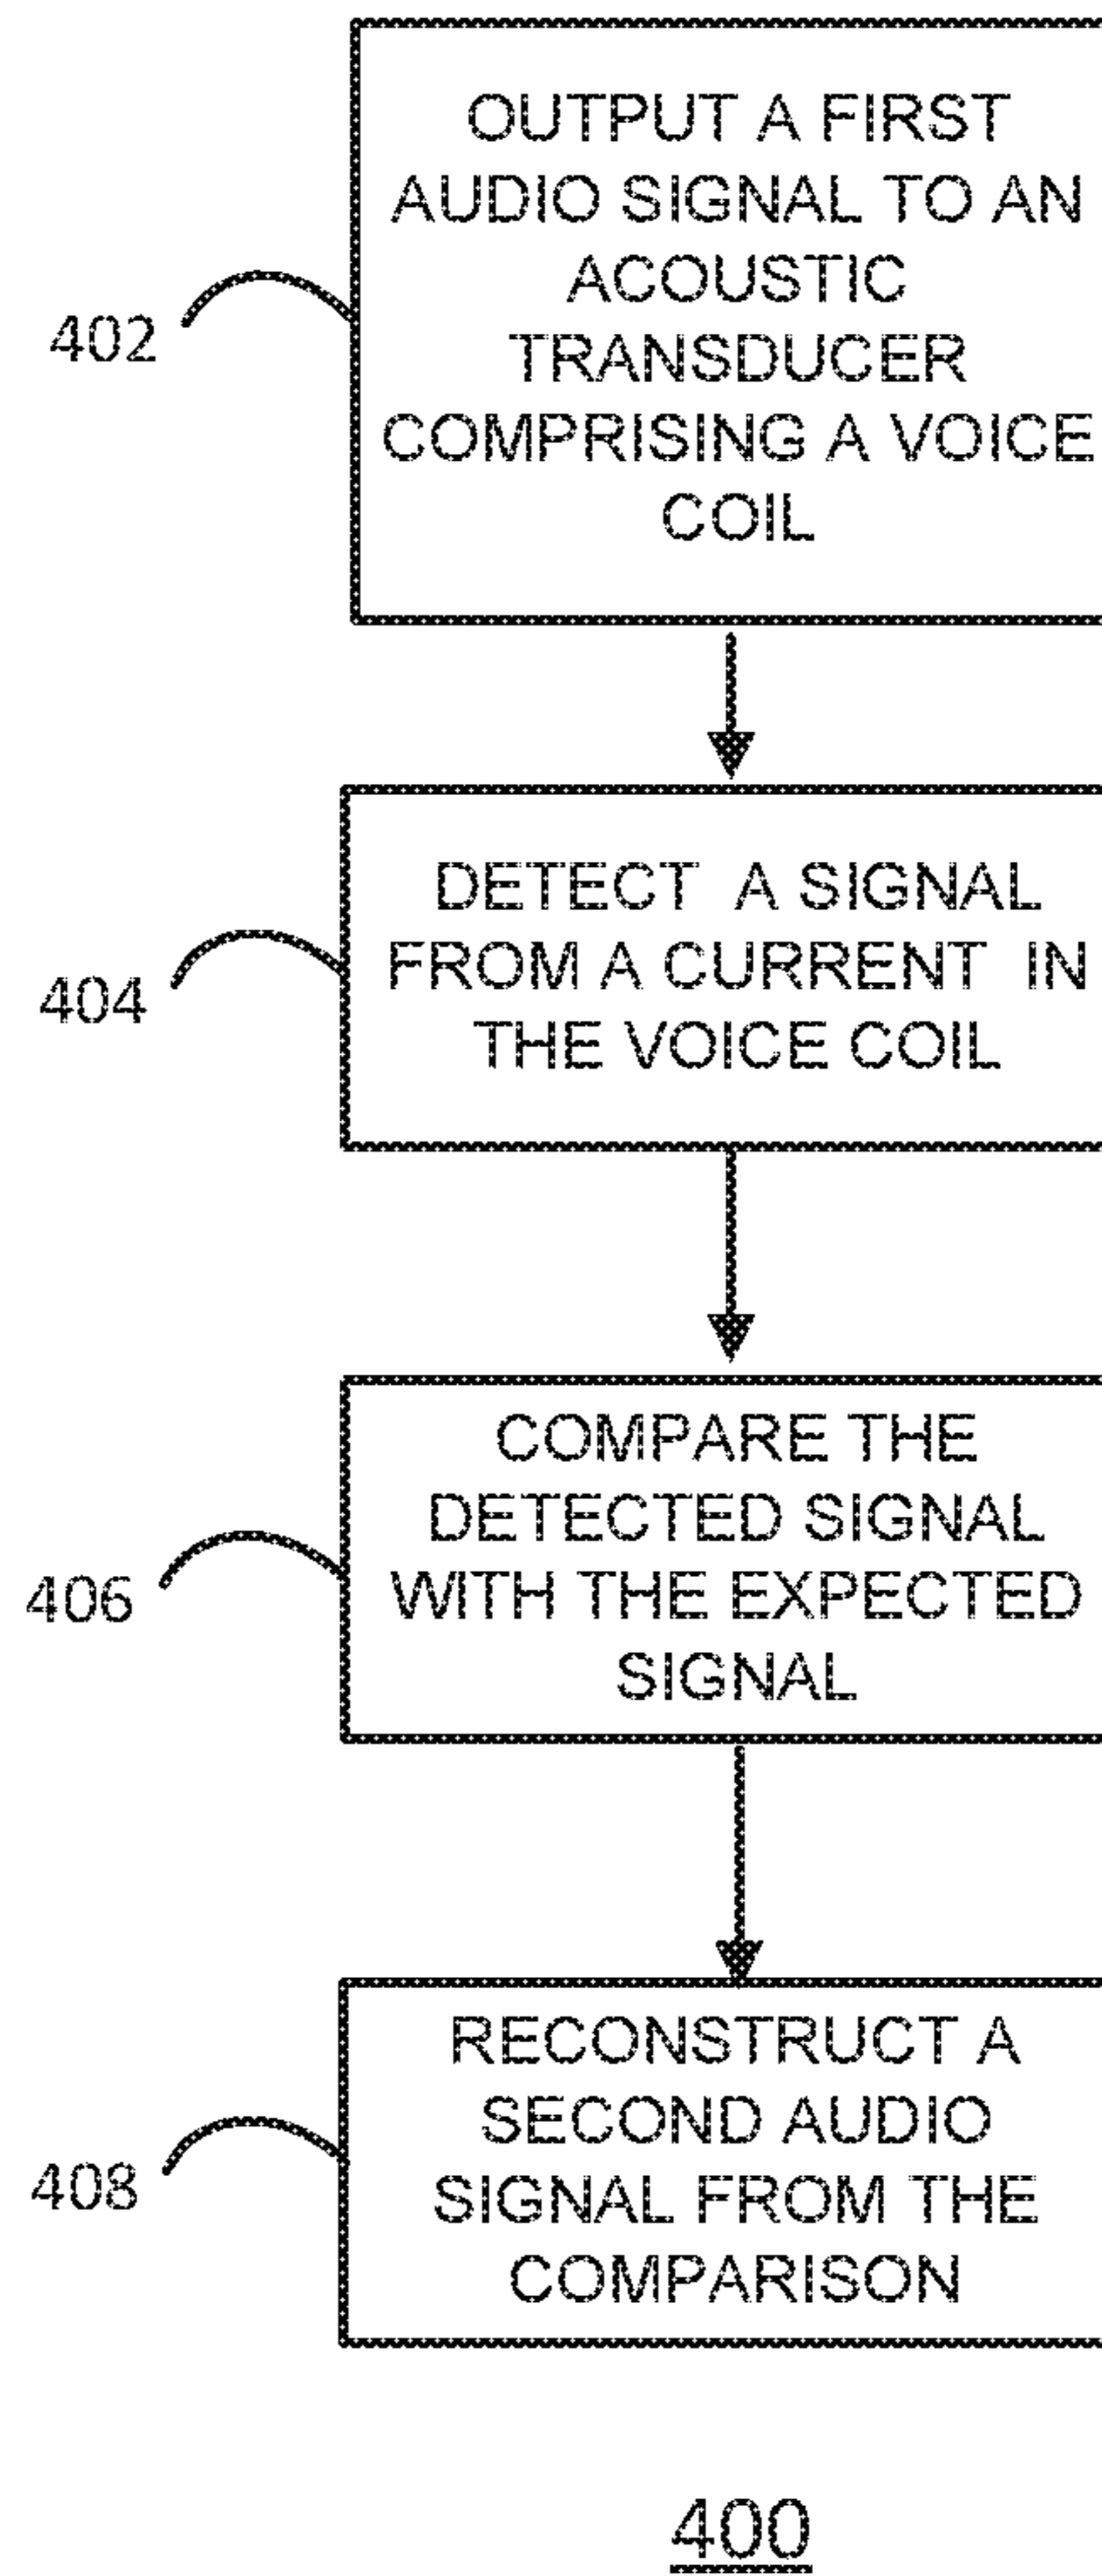 OUTPUT A FIRST
AUDIO SIGNAL TO AN
ACOUSTIC
TRANSDUCER
COMPRISING A VOICE
COIL
402
DETECT A SIGNAL
FROM A CURRENT IN
THE VOICE COIL
404
COMPARE THE
DETECTED SIGNAL
WITH THE EXPECTED
SIGNAL
406
RECONSTRUCT A
SECOND AUDIO
SIGNAL FROM THE
COMPARISON
408
400